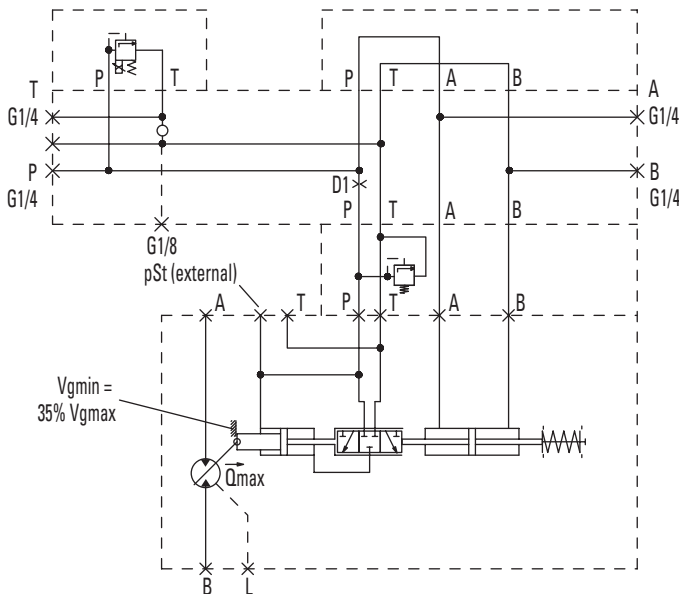 P T
P T A B
T A
G1/4 G1/4
P B
G1/4 G1/4
D1
P T A B
G1/8
pSt (external)
A T P T A B
Vgmin =
35% Vgmax
Qmax
B L